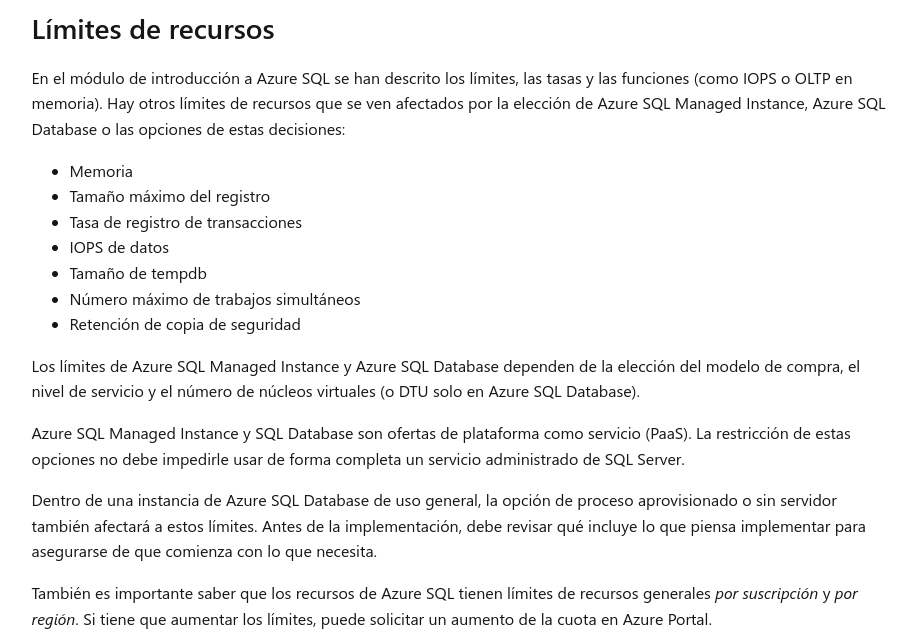 Límites de recursos
En el módulo de introducción a Azure SQL se han descrito los límites, las tasas y las funciones (como IOPS o OLTP en
memoria). Hay otros límites de recursos que se ven afectados por la elección de Azure SQL Managed Instance, Azure SQL
Database o las opciones de estas decisiones:
• Memoria
• Tamaño máximo del registro
• Tasa de registro de transacciones
• IOPS de datos
• Tamaño de tempdb
• Número máximo de trabajos simultáneos
• Retención de copia de seguridad
Los límites de Azure SQL Managed Instance y Azure SQL Database dependen de la elección del modelo de compra, el
nivel de servicio y el número de núcleos virtuales (o DTU solo en Azure SQL Database).
Azure SQL Managed Instance y SQL Database son ofertas de plataforma como servicio (PaaS). La restricción de estas
opciones no debe impedirle usar de forma completa un servicio administrado de SQL Server.
Dentro de una instancia de Azure SQL Database de uso general, la opción de proceso aprovisionado o sin servidor
también afectará a estos límites. Antes de la implementación, debe revisar qué incluye lo que piensa implementar para
asegurarse de que comienza con lo que necesita.
También es importante saber que los recursos de Azure SQL tienen límites de recursos generales por suscripción y por
región. Si tiene que aumentar los límites, puede solicitar un aumento de la cuota en Azure Portal.